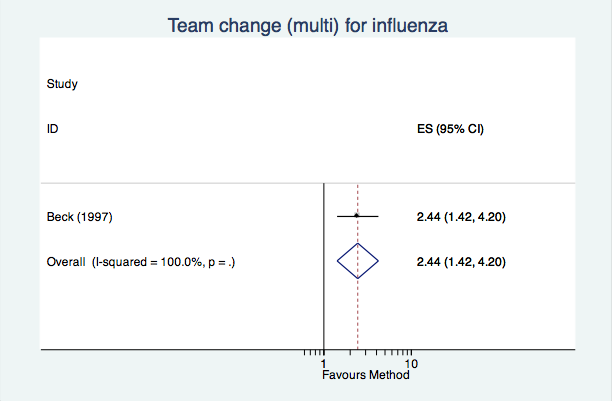 Team change (multi) for influenza
Study
ID ES (95% CI)
Beck (1997) 2.44 (1.42, 4.20)
Overall (I-squared = 100.0%, p = .) 2.44 (1.42, 4.20)
1 10
Favours Method